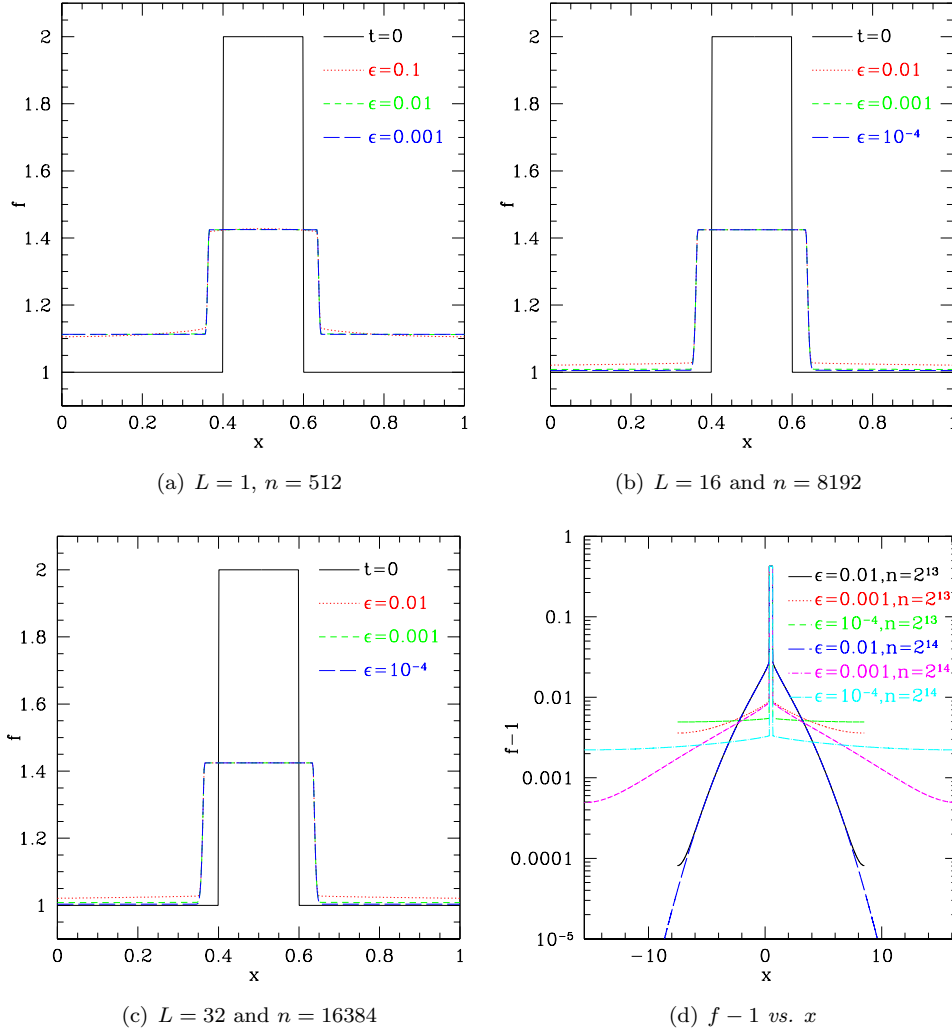 2
1.8
1.6
1.4
1.2
1
f
0 0.2 0.4 0.6 0.8 1
x
t=0
ϵ=0.1
ϵ=0.01
ϵ=0.001
(a) L = 1, n = 512
2
1.8
1.6
1.4
1.2
1
f
0 0.2 0.4 0.6 0.8 1
x
t=0
ϵ=0.01
ϵ=0.001
ϵ=10⁻⁴
(b) L = 16 and n = 8192
2
1.8
1.6
1.4
1.2
1
f
0 0.2 0.4 0.6 0.8 1
x
t=0
ϵ=0.01
ϵ=0.001
ϵ=10⁻⁴
(c) L = 32 and n = 16384
1
0.1
0.01
0.001
0.0001
10⁻⁵
f−1
−10 0 10
x
ϵ=0.01,n=2¹³
ϵ=0.001,n=2¹³
ϵ=10⁻⁴,n=2¹³
ϵ=0.01,n=2¹⁴
ϵ=0.001,n=2¹⁴
ϵ=10⁻⁴,n=2¹⁴
(d) f − 1 vs. x